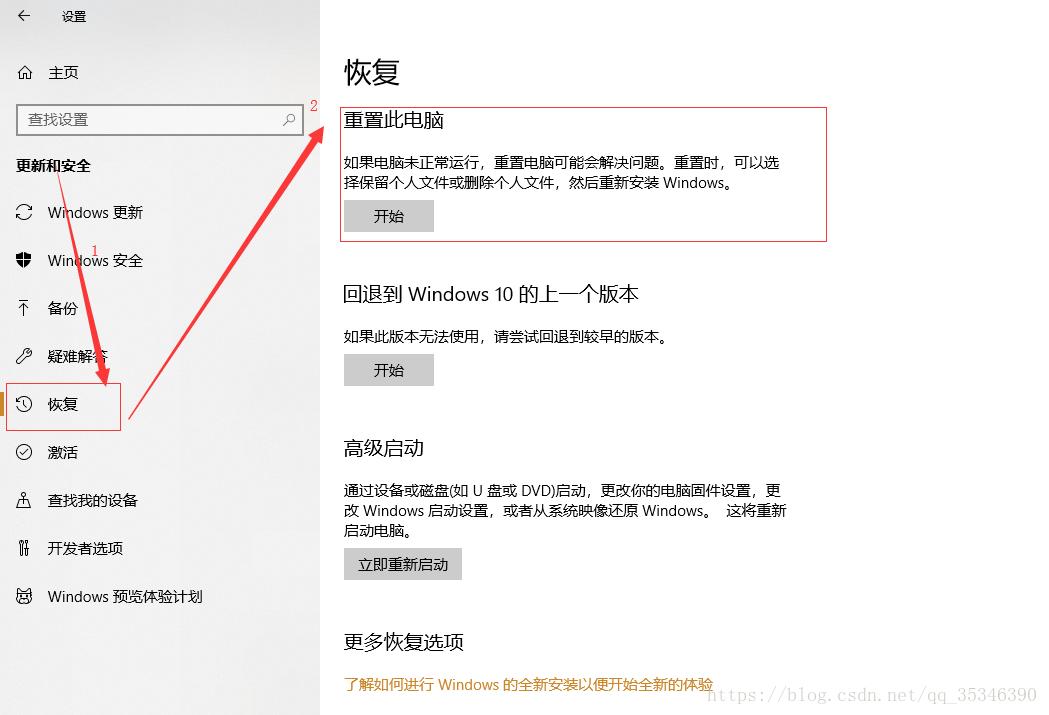 设置
主页
查找设置
更新和安全
Windows 更新
1
Windows 安全
备份
疑难解答
恢复
激活
查找我的设备
开发者选项
Windows 预览体验计划
2
恢复
重置此电脑
如果电脑未正常运行，重置电脑可能会解决问题。重置时，可以选
择保留个人文件或删除个人文件，然后重新安装 Windows。
开始
回退到 Windows 10 的上一个版本
如果此版本无法使用，请尝试回退到较早的版本。
开始
高级启动
通过设备或磁盘(如 U 盘或 DVD)启动，更改你的电脑固件设置，更
改 Windows 启动设置，或者从系统映像还原 Windows。 这将重新
启动电脑。
立即重新启动
更多恢复选项
了解如何进行 Windows 的全新安装以便开始全新的体验
https://blog.csdn.net/qq_35346390